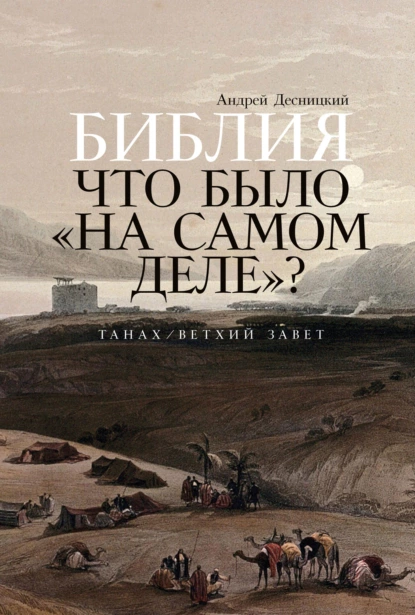 Андрей Десницкий
БИБЛИЯ
ЧТО БЫЛО
«НА САМОМ
ДЕЛЕ»?
ТАНАХ/ВЕТХИЙ ЗАВЕТ